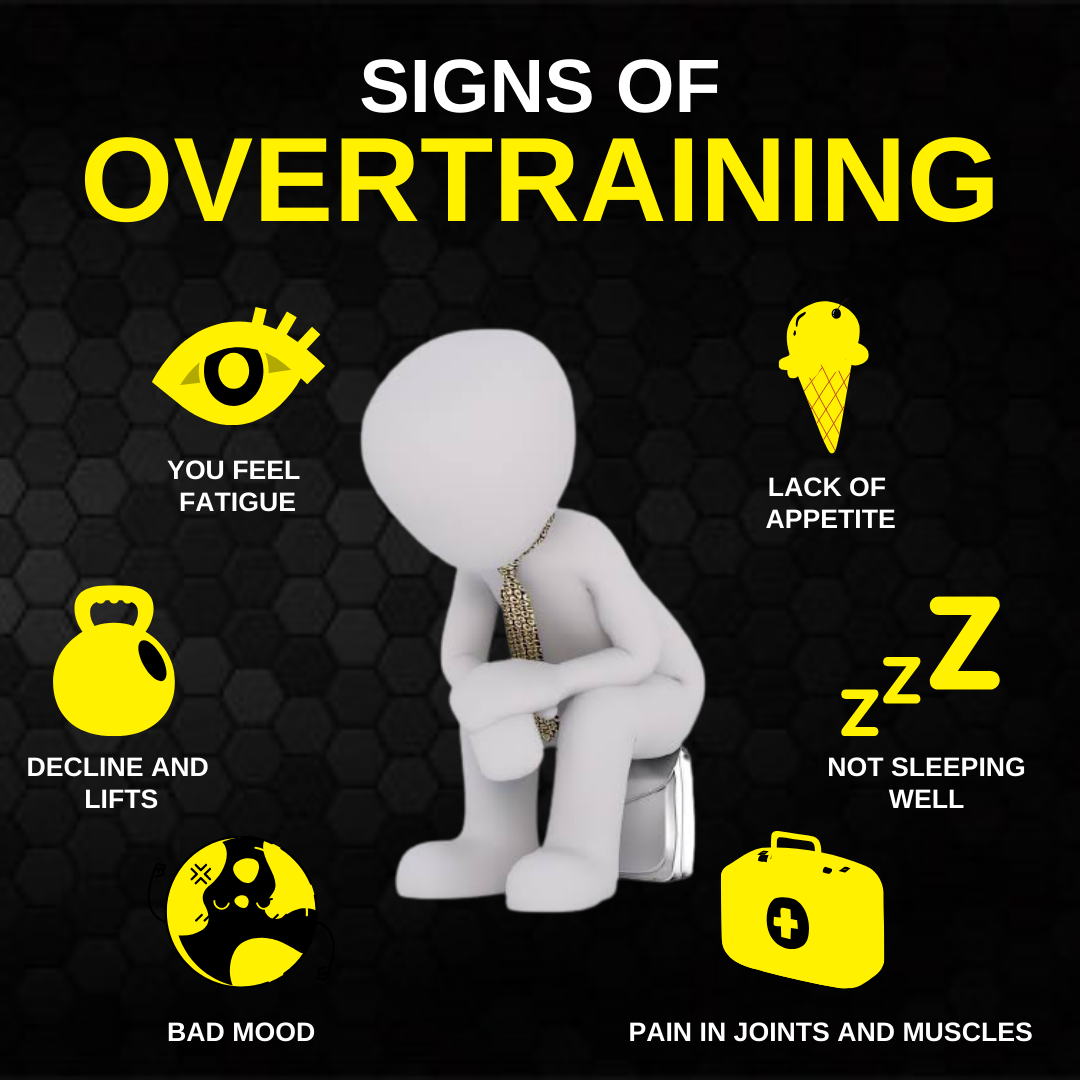 SIGNS OF
OVERTRAINING
YOU FEEL
FATIGUE
LACK OF
APPETITE
DECLINE AND
LIFTS
NOT SLEEPING
WELL
BAD MOOD
PAIN IN JOINTS AND MUSCLES